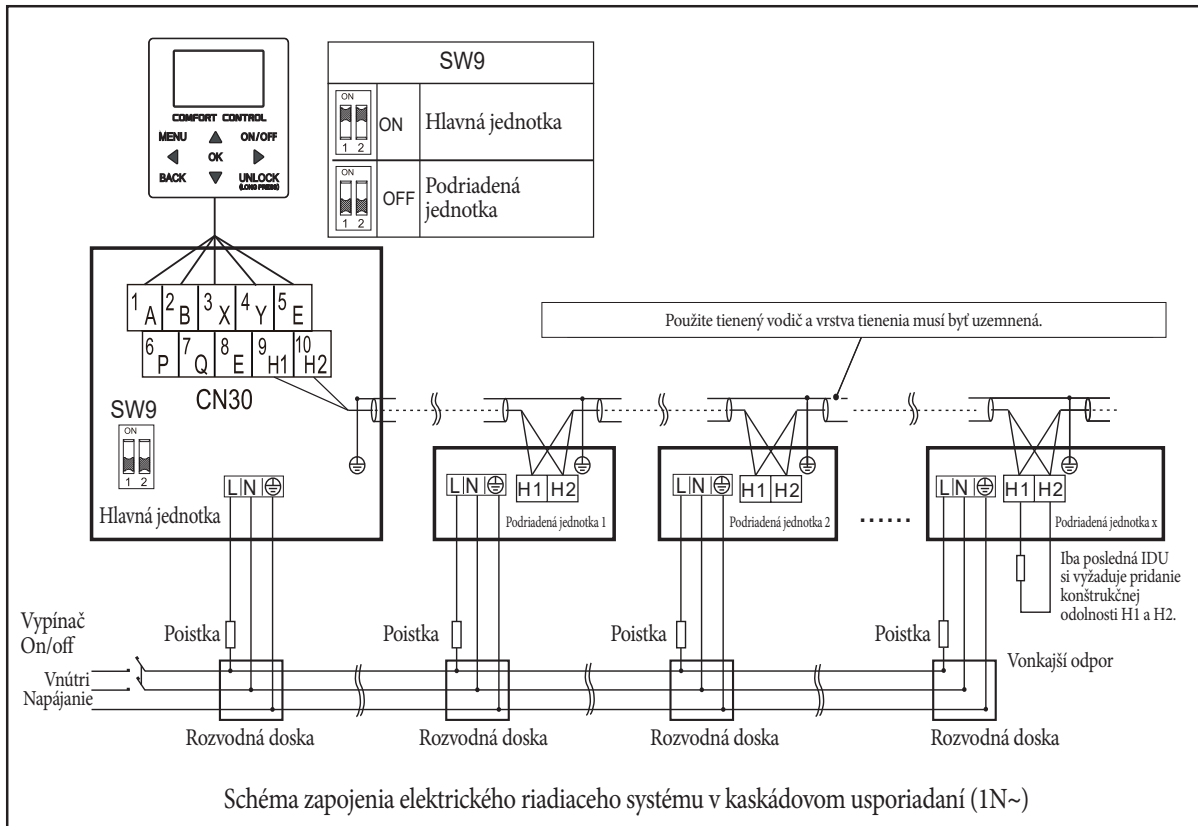 SW9
ON
1 2
ON
Hlavná jednotka
ON
1 2
OFF
Podriadená
jednotka
COMFORT CONTROL
MENU
ON/OFF
OK
BACK
UNLOCK
(LONG PRESS)
1 A 2 B 3 X 4 Y 5 E
6 P 7 Q 8 E 9 H1 10 H2
CN30
SW9
ON
1 2
Hlavná jednotka
L N
Použite tienený vodič a vrstva tienenia musí byť uzemnená.
L N
H1 H2
Podriadená jednotka 1
L N
H1 H2
Podriadená jednotka 2
......
L N
H1 H2
Podriadená jednotka x
Iba posledná IDU
si vyžaduje pridanie
konštrukčnej
odolnosti H1 a H2.
Vypínač
On/off
Poistka
Poistka
Poistka
Poistka
Vonkajší odpor
Vnútri
Napájanie
Rozvodná doska
Rozvodná doska
Rozvodná doska
Rozvodná doska
Schéma zapojenia elektrického riadiaceho systému v kaskádovom usporiadaní (1N~)